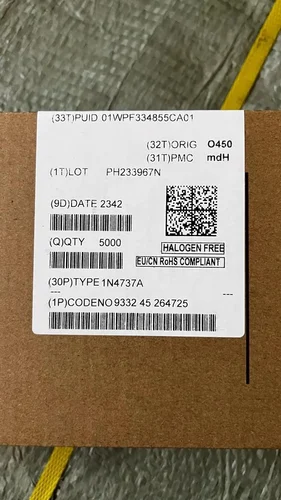 (33T)PUID 01WPF334855CA01
(32T)ORIG O450
(31T)PMC mdH
(1T)LOT PH233967N
(9D)DATE 2342
(Q)QTY 5000
HALOGEN FREE
EU/CN RoHS COMPLIANT
(30P)TYPE 1N4737A
---
---
(1P)CODENO 9332 45 264725